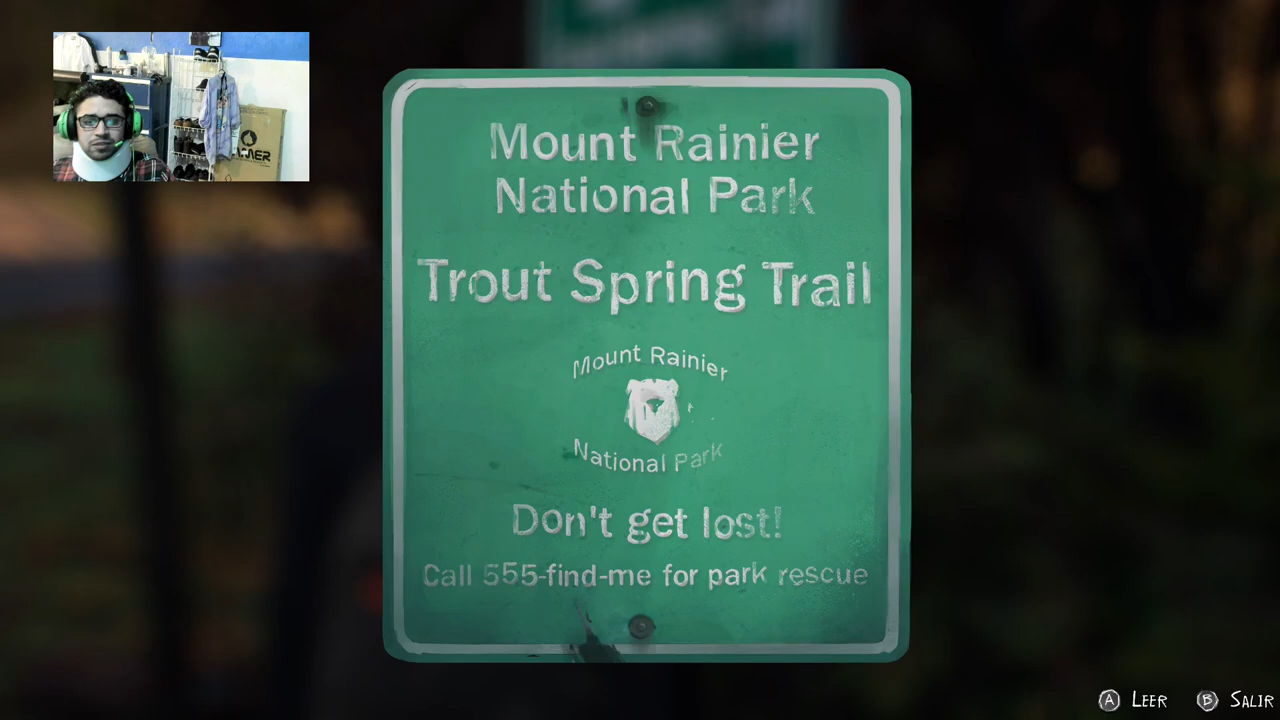 Mount Rainier
National Park
Trout Spring Trail
Mount Rainier
National Park
Don't get lost!
Call 555-find-me for park rescue
A LEER B SALIR